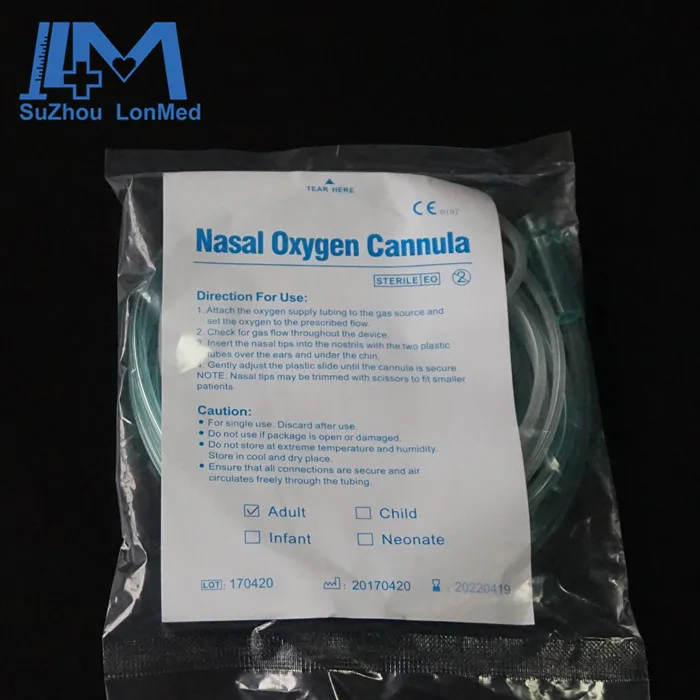 SuZhou LonMed
TEAR HERE
CE 0197
Nasal Oxygen Cannula
STERILE EO 2
Direction For Use:
1. Attach the oxygen supply tubing to the gas source and
set the oxygen to the prescribed flow.
2. Check for gas flow throughout the device.
3. Insert the nasal tips into the nostrils with the two plastic
tubes over the ears and under the chin.
4. Gently adjust the plastic slide until the cannula is secure.
NOTE. Nasal tips may be trimmed with scissors to fit smaller
patients.
Caution:
• For single use. Discard after use.
• Do not use if package is open or damaged.
• Do not store at extreme temperature and humidity.
Store in cool and dry place.
• Ensure that all connections are secure and air
circulates freely through the tubing.
Adult Child
Infant Neonate
LOT: 170420 20170420 20220419